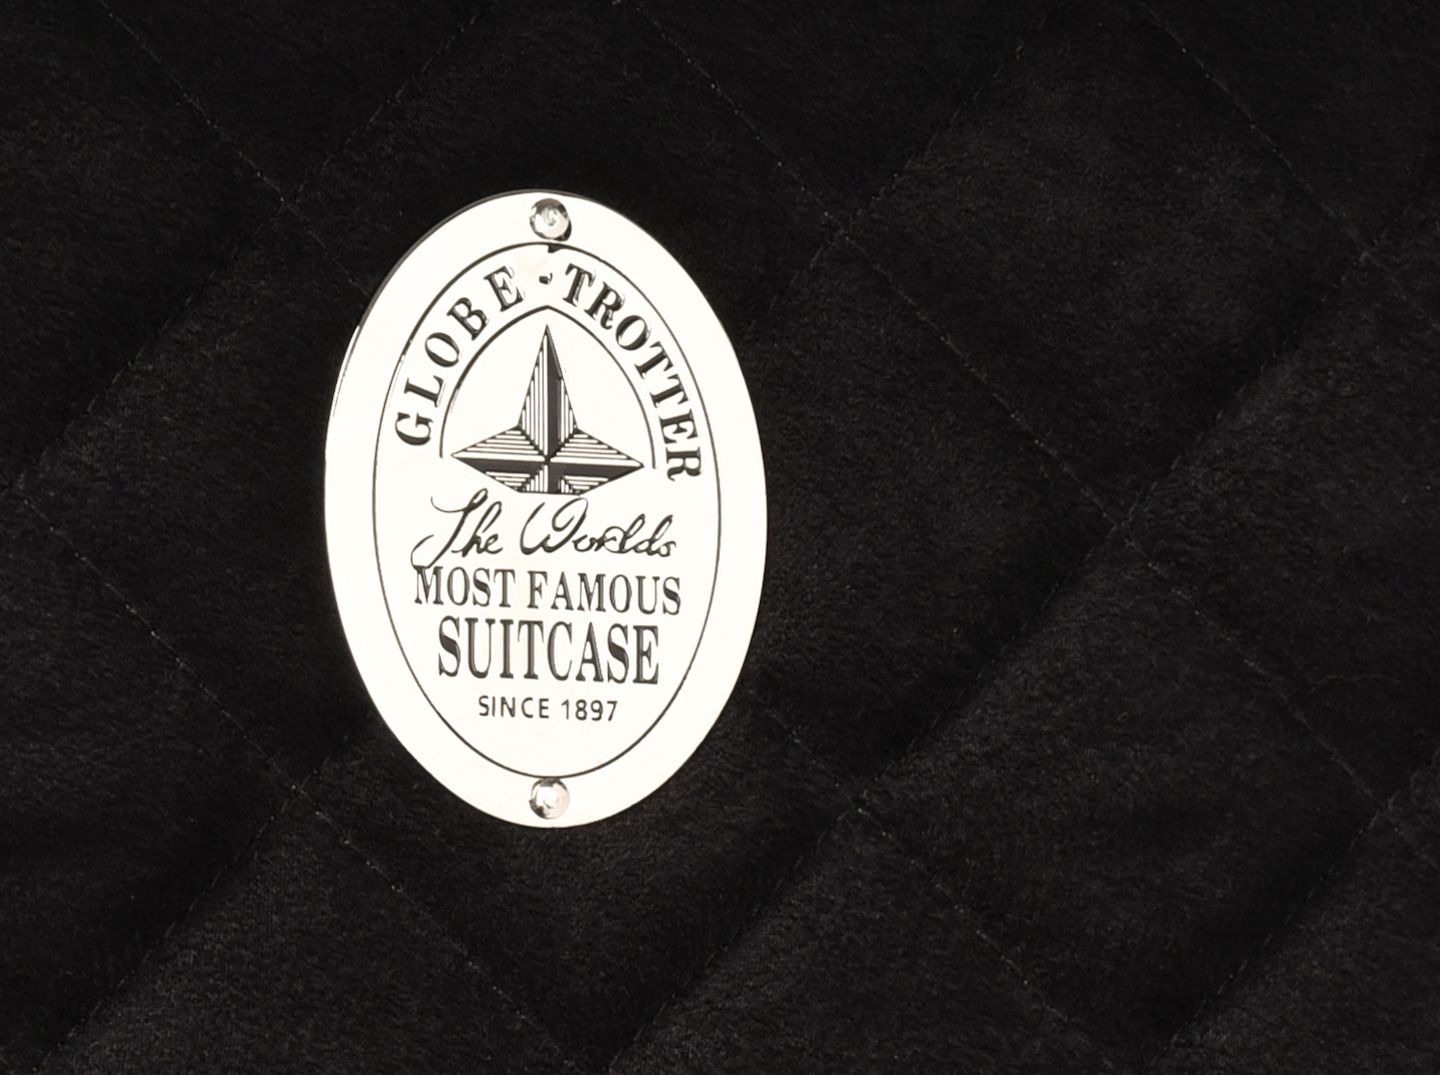 GLOBE-TROTTER
The Worlds
MOST FAMOUS
SUITCASE
SINCE 1897